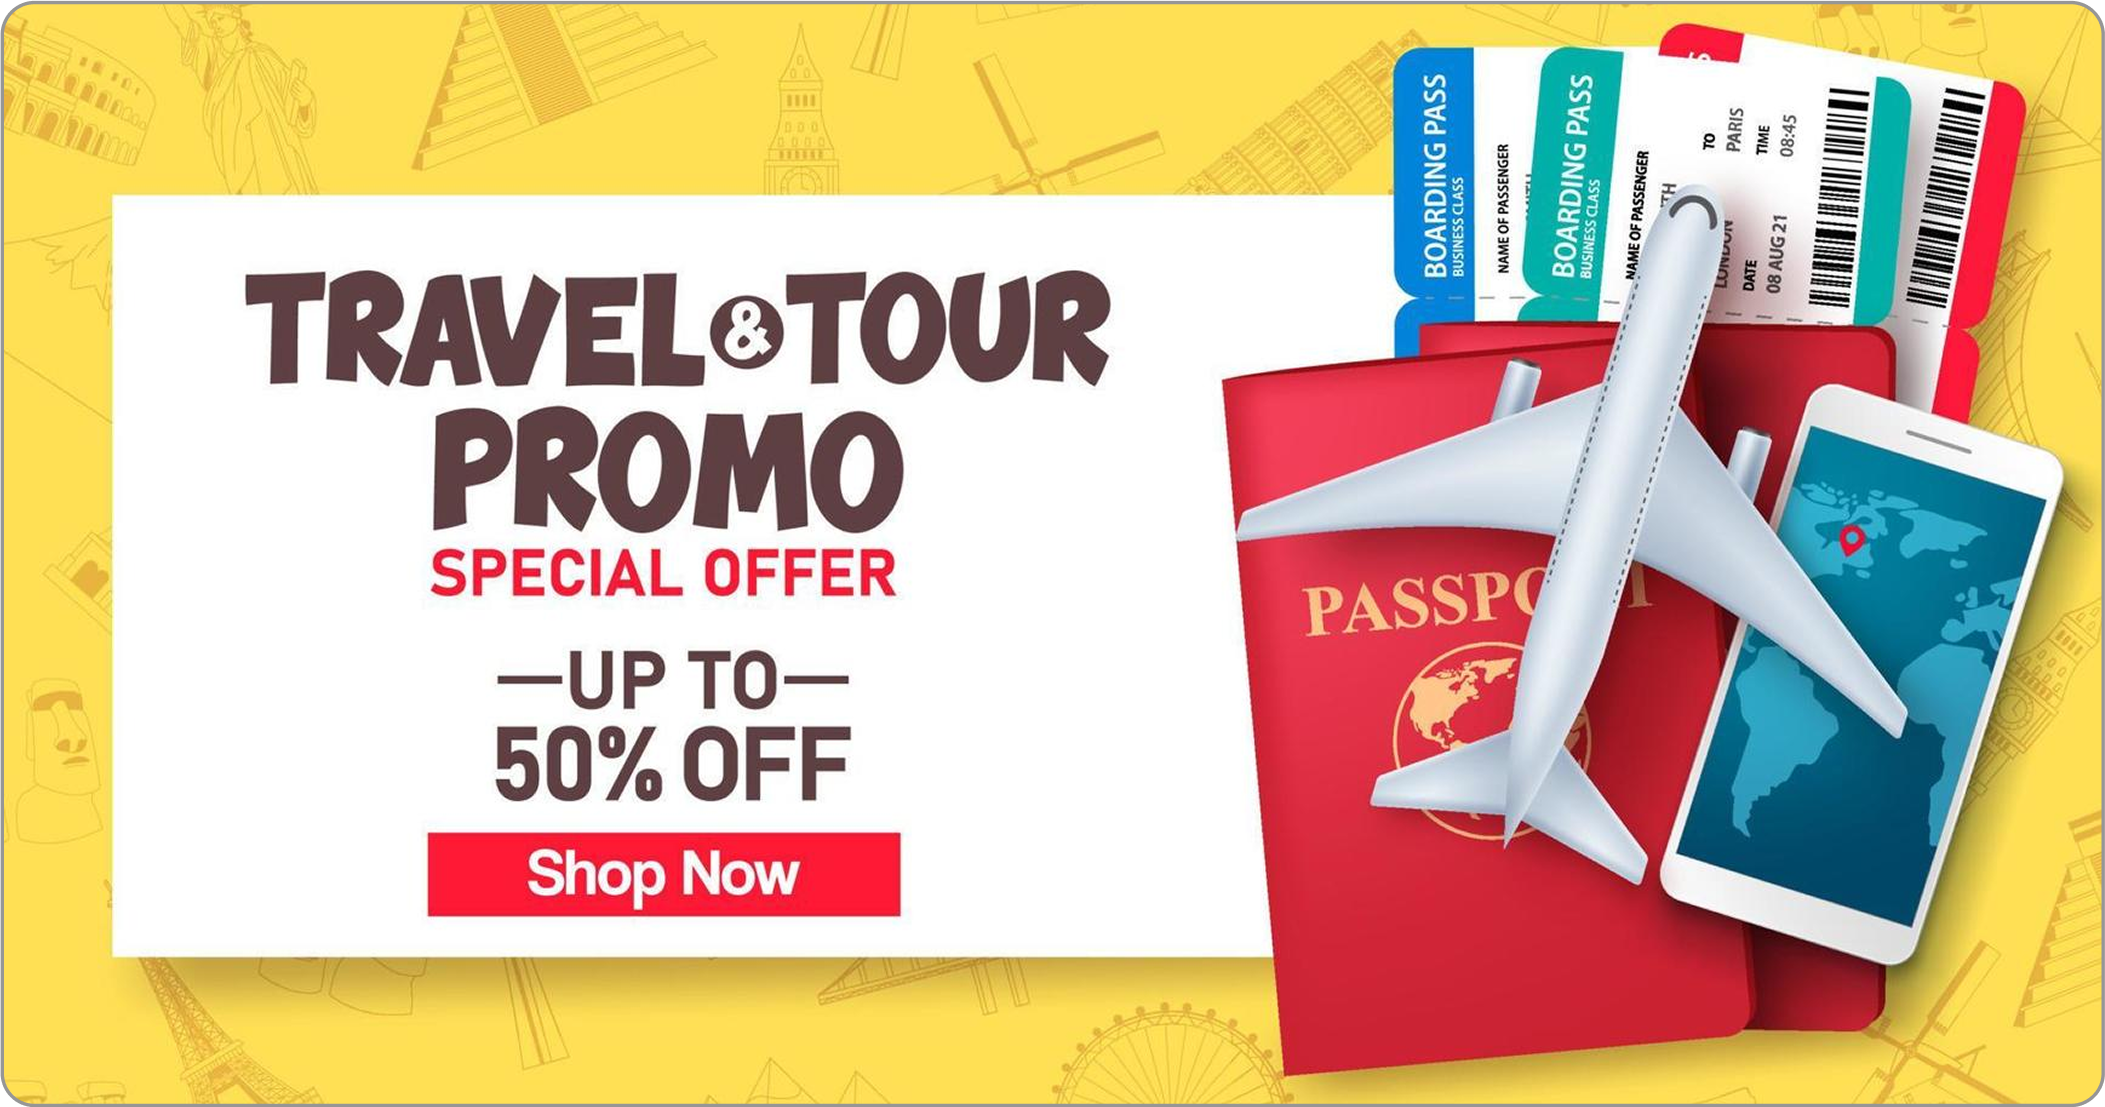 TRAVEL & TOUR
PROMO
SPECIAL OFFER
UP TO
50% OFF
Shop Now
BOARDING PASS
BUSINESS CLASS
NAME OF PASSENGER
BOARDING PASS
BUSINESS CLASS
NAME OF PASSENGER
LONDON
TO
PARIS
DATE
08 AUG 21
TIME
08:45